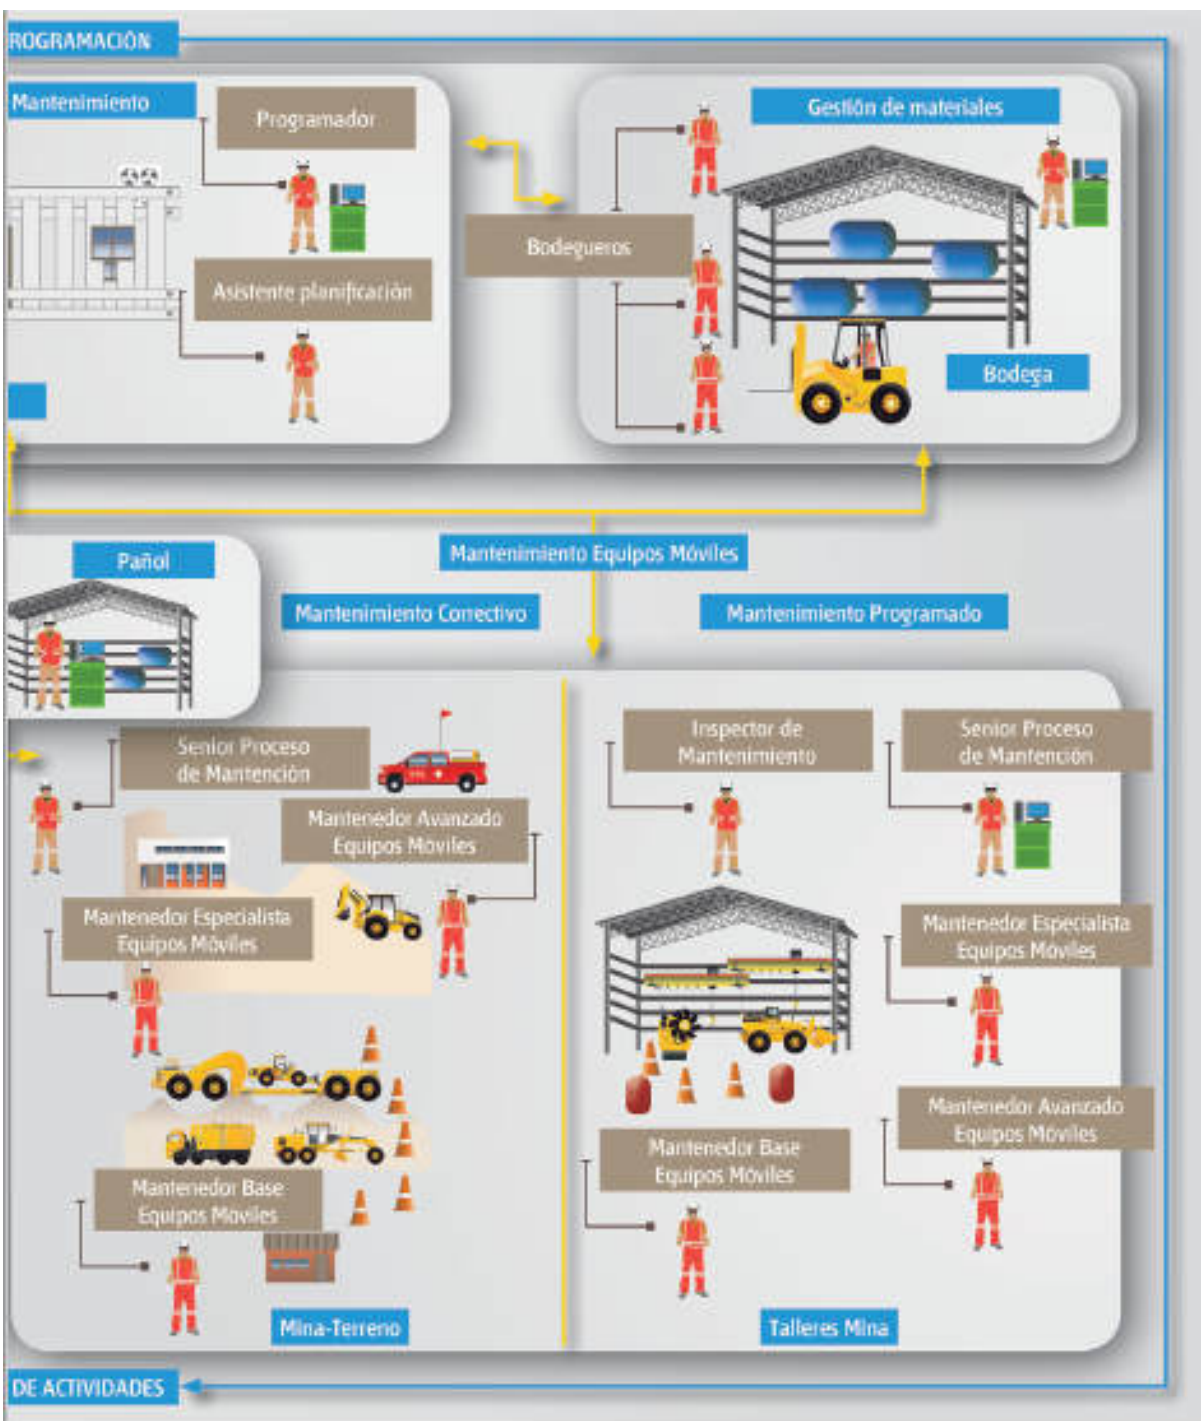 ROGRAMACIÓN
Mantenimiento
Programador
Asistente planificación
Gestión de materiales
Bodegueros
Bodega
Mantenimiento Equipos Móviles
Pañol
Mantenimiento Correctivo
Mantenimiento Programado
Senior Proceso
de Mantención
Mantenedor Avanzado
Equipos Móviles
Mantenedor Especialista
Equipos Móviles
Mantenedor Base
Equipos Móviles
Mina-Terreno
Inspector de
Mantenimiento
Senior Proceso
de Mantención
Mantenedor Especialista
Equipos Móviles
Mantenedor Avanzado
Equipos Móviles
Mantenedor Base
Equipos Móviles
Talleres Mina
DE ACTIVIDADES